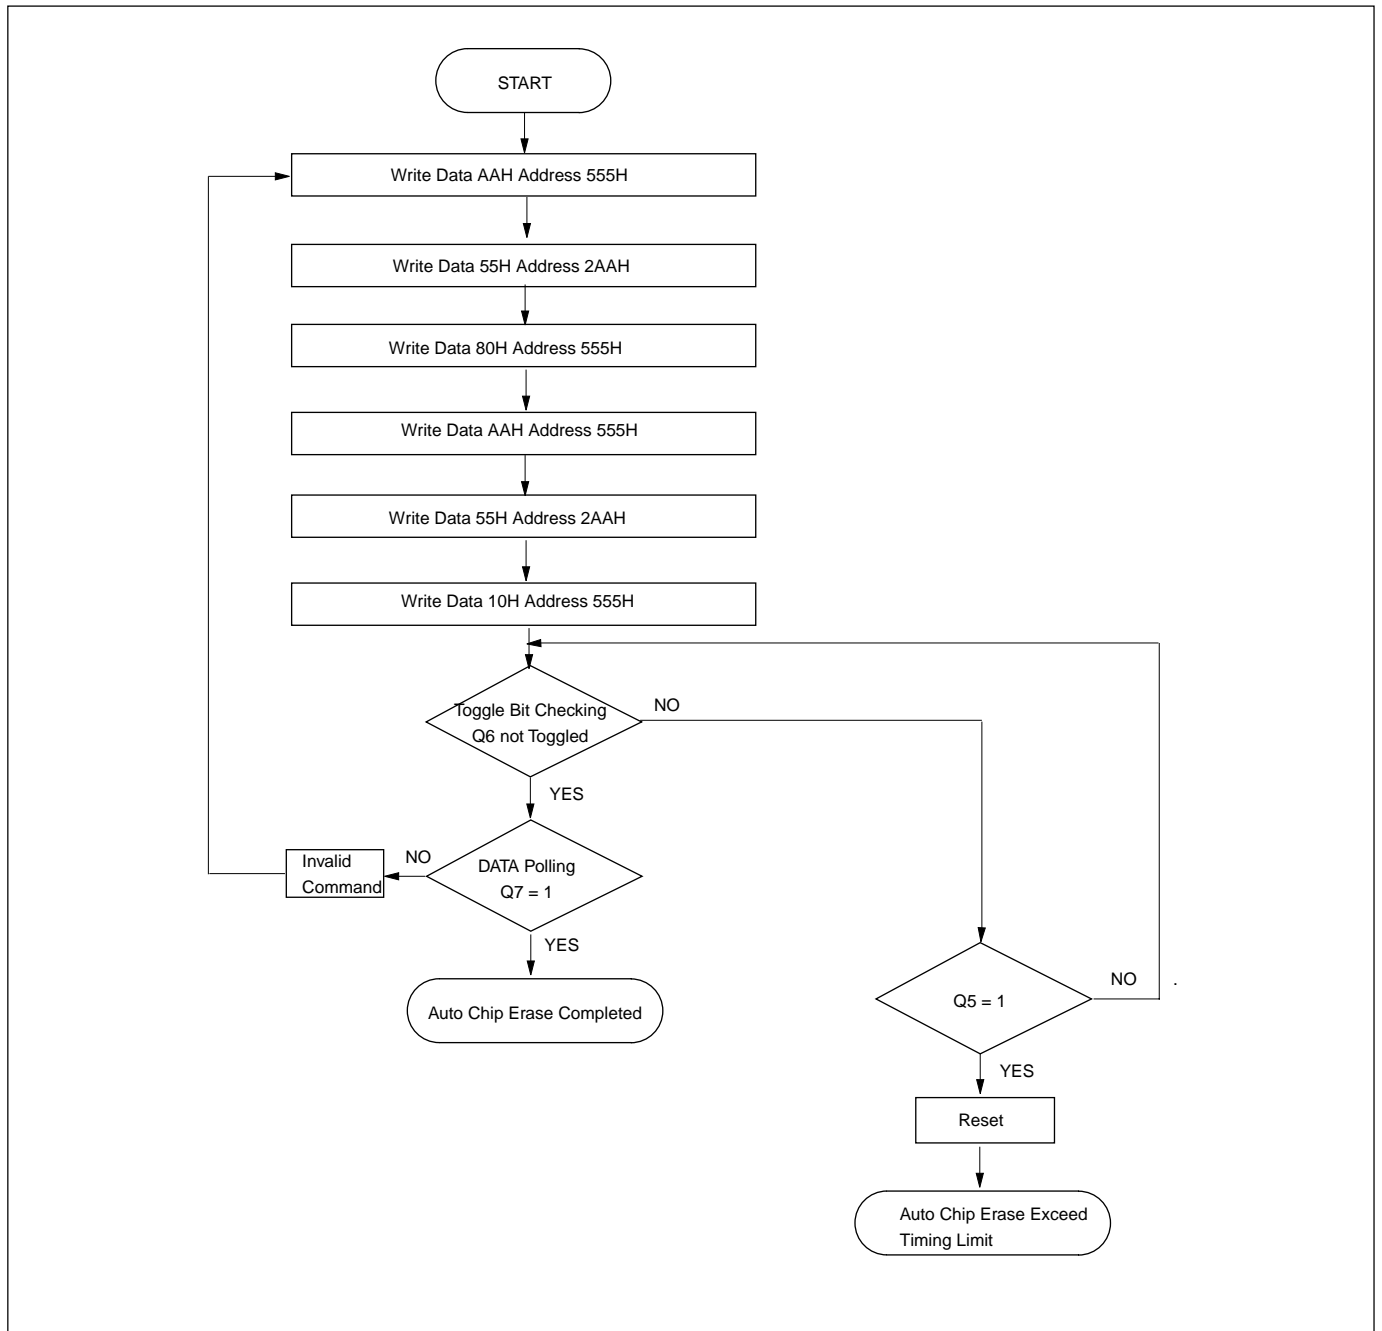 START
Write Data AAH Address 555H
Write Data 55H Address 2AAH
Write Data 80H Address 555H
Write Data AAH Address 555H
Write Data 55H Address 2AAH
Write Data 10H Address 555H
Toggle Bit Checking
Q6 not Toggled
NO
YES
Invalid
Command
NO
DATA Polling
Q7 = 1
YES
Auto Chip Erase Completed
Q5 = 1
NO
.
YES
Reset
Auto Chip Erase Exceed
Timing Limit